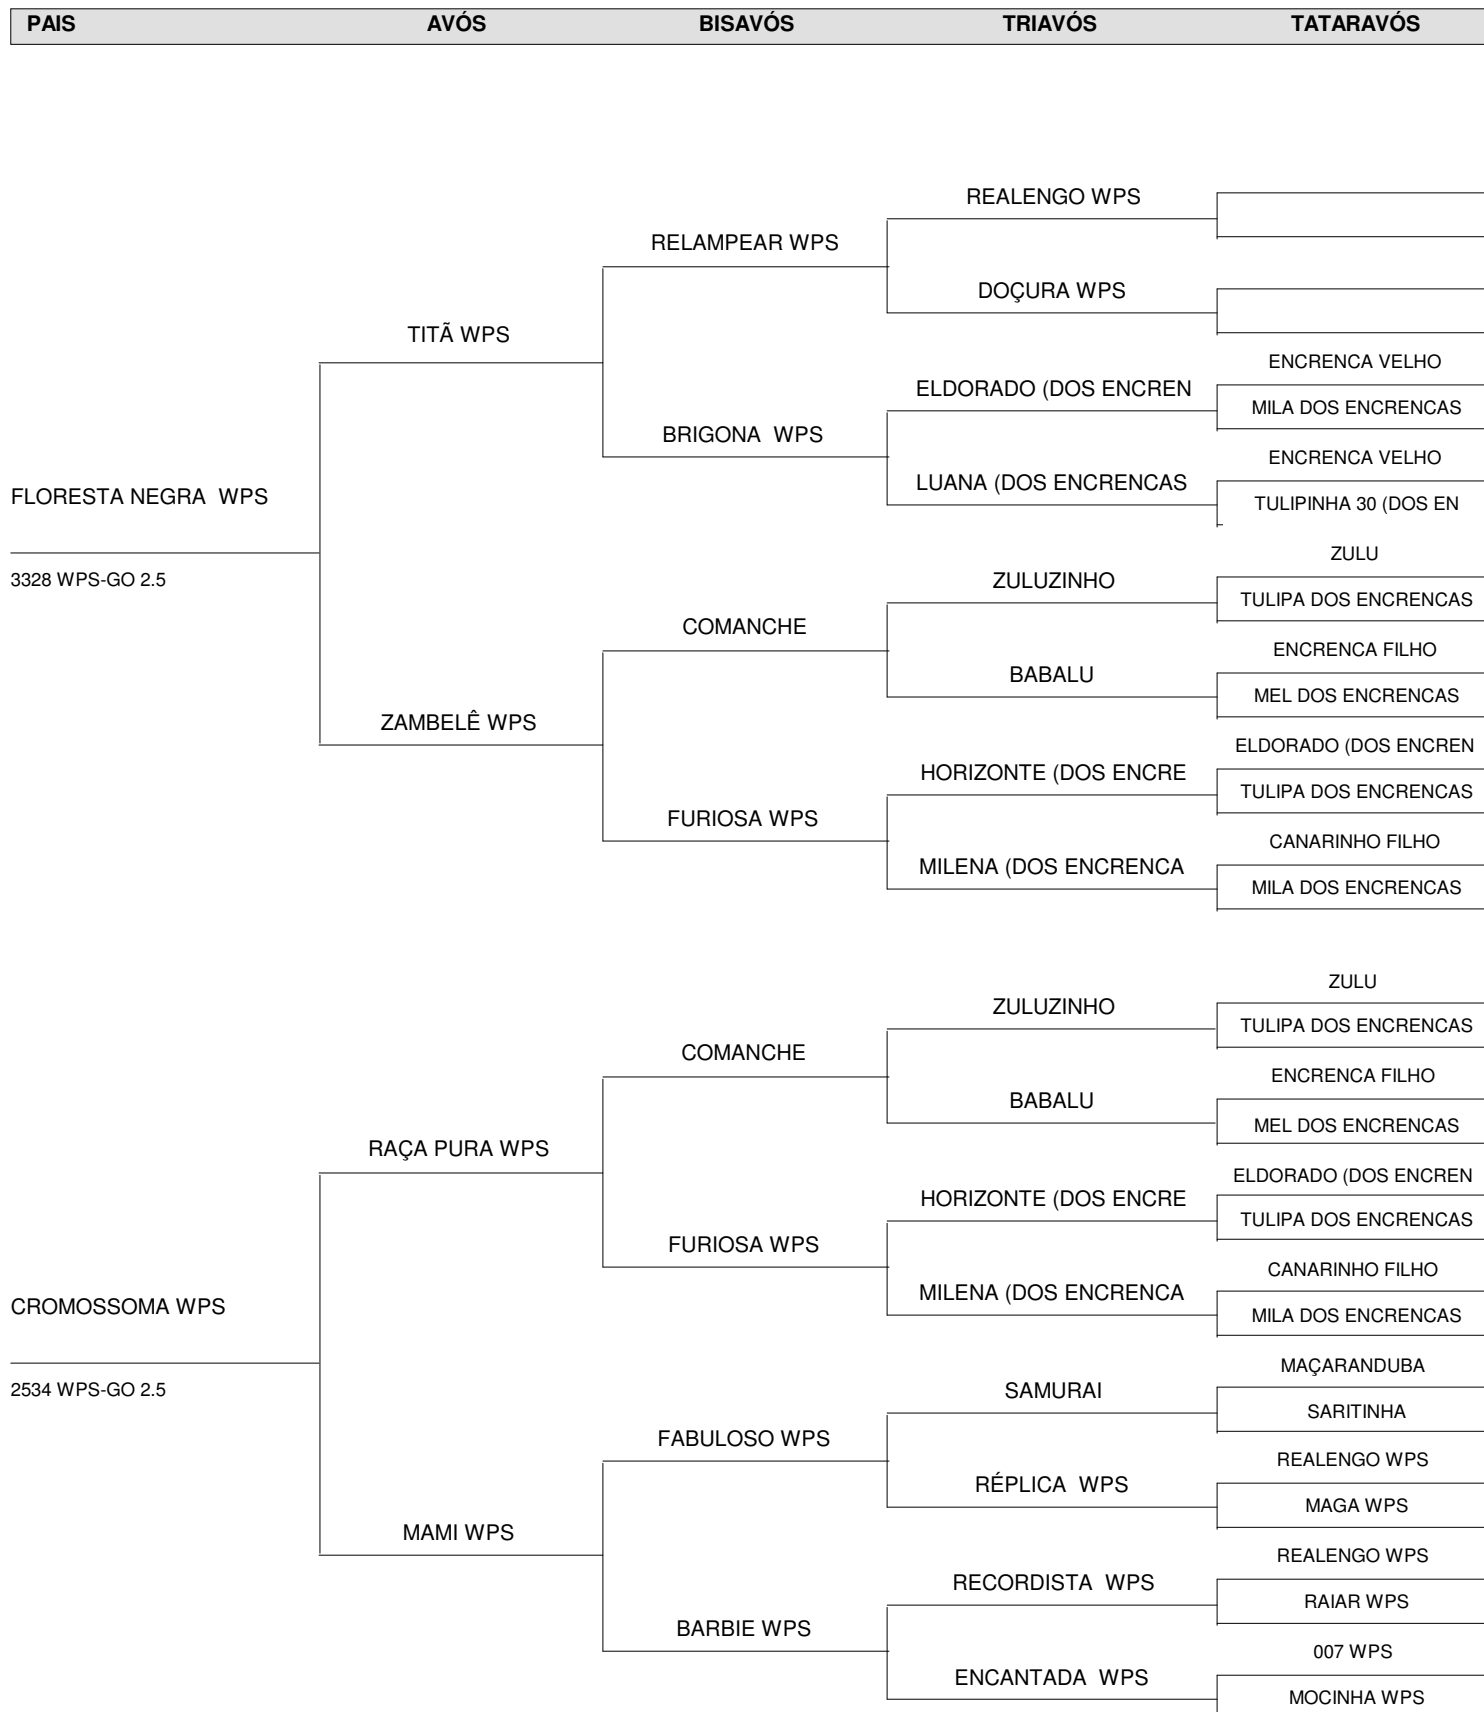 PAIS AVÓS BISAVÓS TRIAVÓS TATARAVÓS
REALENGO WPS
RELAMPEAR WPS
DOÇURA WPS
TITÃ WPS
ENCRENCA VELHO
ELDORADO (DOS ENCREN
MILA DOS ENCRENCAS
BRIGONA WPS
ENCRENCA VELHO
LUANA (DOS ENCRENCAS
FLORESTA NEGRA WPS
TULIPINHA 30 (DOS EN
ZULU
3328 WPS-GO 2.5
ZULUZINHO
TULIPA DOS ENCRENCAS
COMANCHE
ENCRENCA FILHO
BABALU
MEL DOS ENCRENCAS
ZAMBELÊ WPS
ELDORADO (DOS ENCREN
HORIZONTE (DOS ENCRE
TULIPA DOS ENCRENCAS
FURIOSA WPS
CANARINHO FILHO
MILENA (DOS ENCRENCA
MILA DOS ENCRENCAS
ZULU
ZULUZINHO
TULIPA DOS ENCRENCAS
COMANCHE
ENCRENCA FILHO
BABALU
MEL DOS ENCRENCAS
RAÇA PURA WPS
ELDORADO (DOS ENCREN
HORIZONTE (DOS ENCRE
TULIPA DOS ENCRENCAS
FURIOSA WPS
CANARINHO FILHO
MILENA (DOS ENCRENCA
CROMOSSOMA WPS
MILA DOS ENCRENCAS
MAÇARANDUBA
2534 WPS-GO 2.5
SAMURAI
SARITINHA
FABULOSO WPS
REALENGO WPS
RÉPLICA WPS
MAGA WPS
MAMI WPS
REALENGO WPS
RECORDISTA WPS
RAIAR WPS
BARBIE WPS
007 WPS
ENCANTADA WPS
MOCINHA WPS